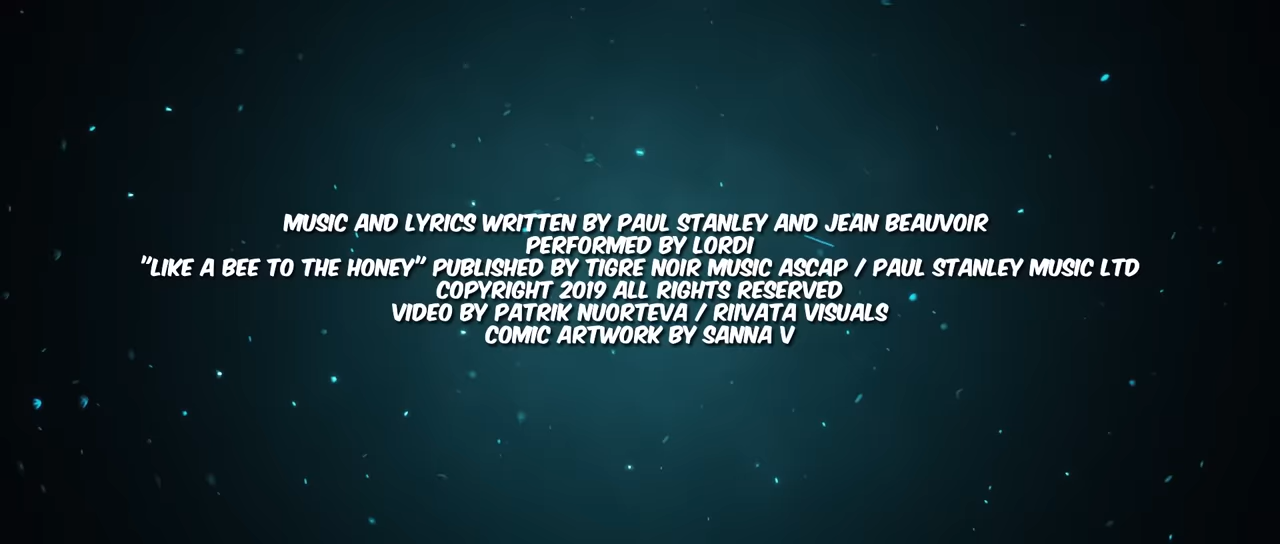 MUSIC AND LYRICS WRITTEN BY PAUL STANLEY AND JEAN BEAUVOIR
PERFORMED BY LORDI
"LIKE A BEE TO THE HONEY" PUBLISHED BY TIGRE NOIR MUSIC ASCAP / PAUL STANLEY MUSIC LTD
COPYRIGHT 2019 ALL RIGHTS RESERVED
VIDEO BY PATRIK NUORTEVA / RIIVATA VISUALS
COMIC ARTWORK BY SANNA V